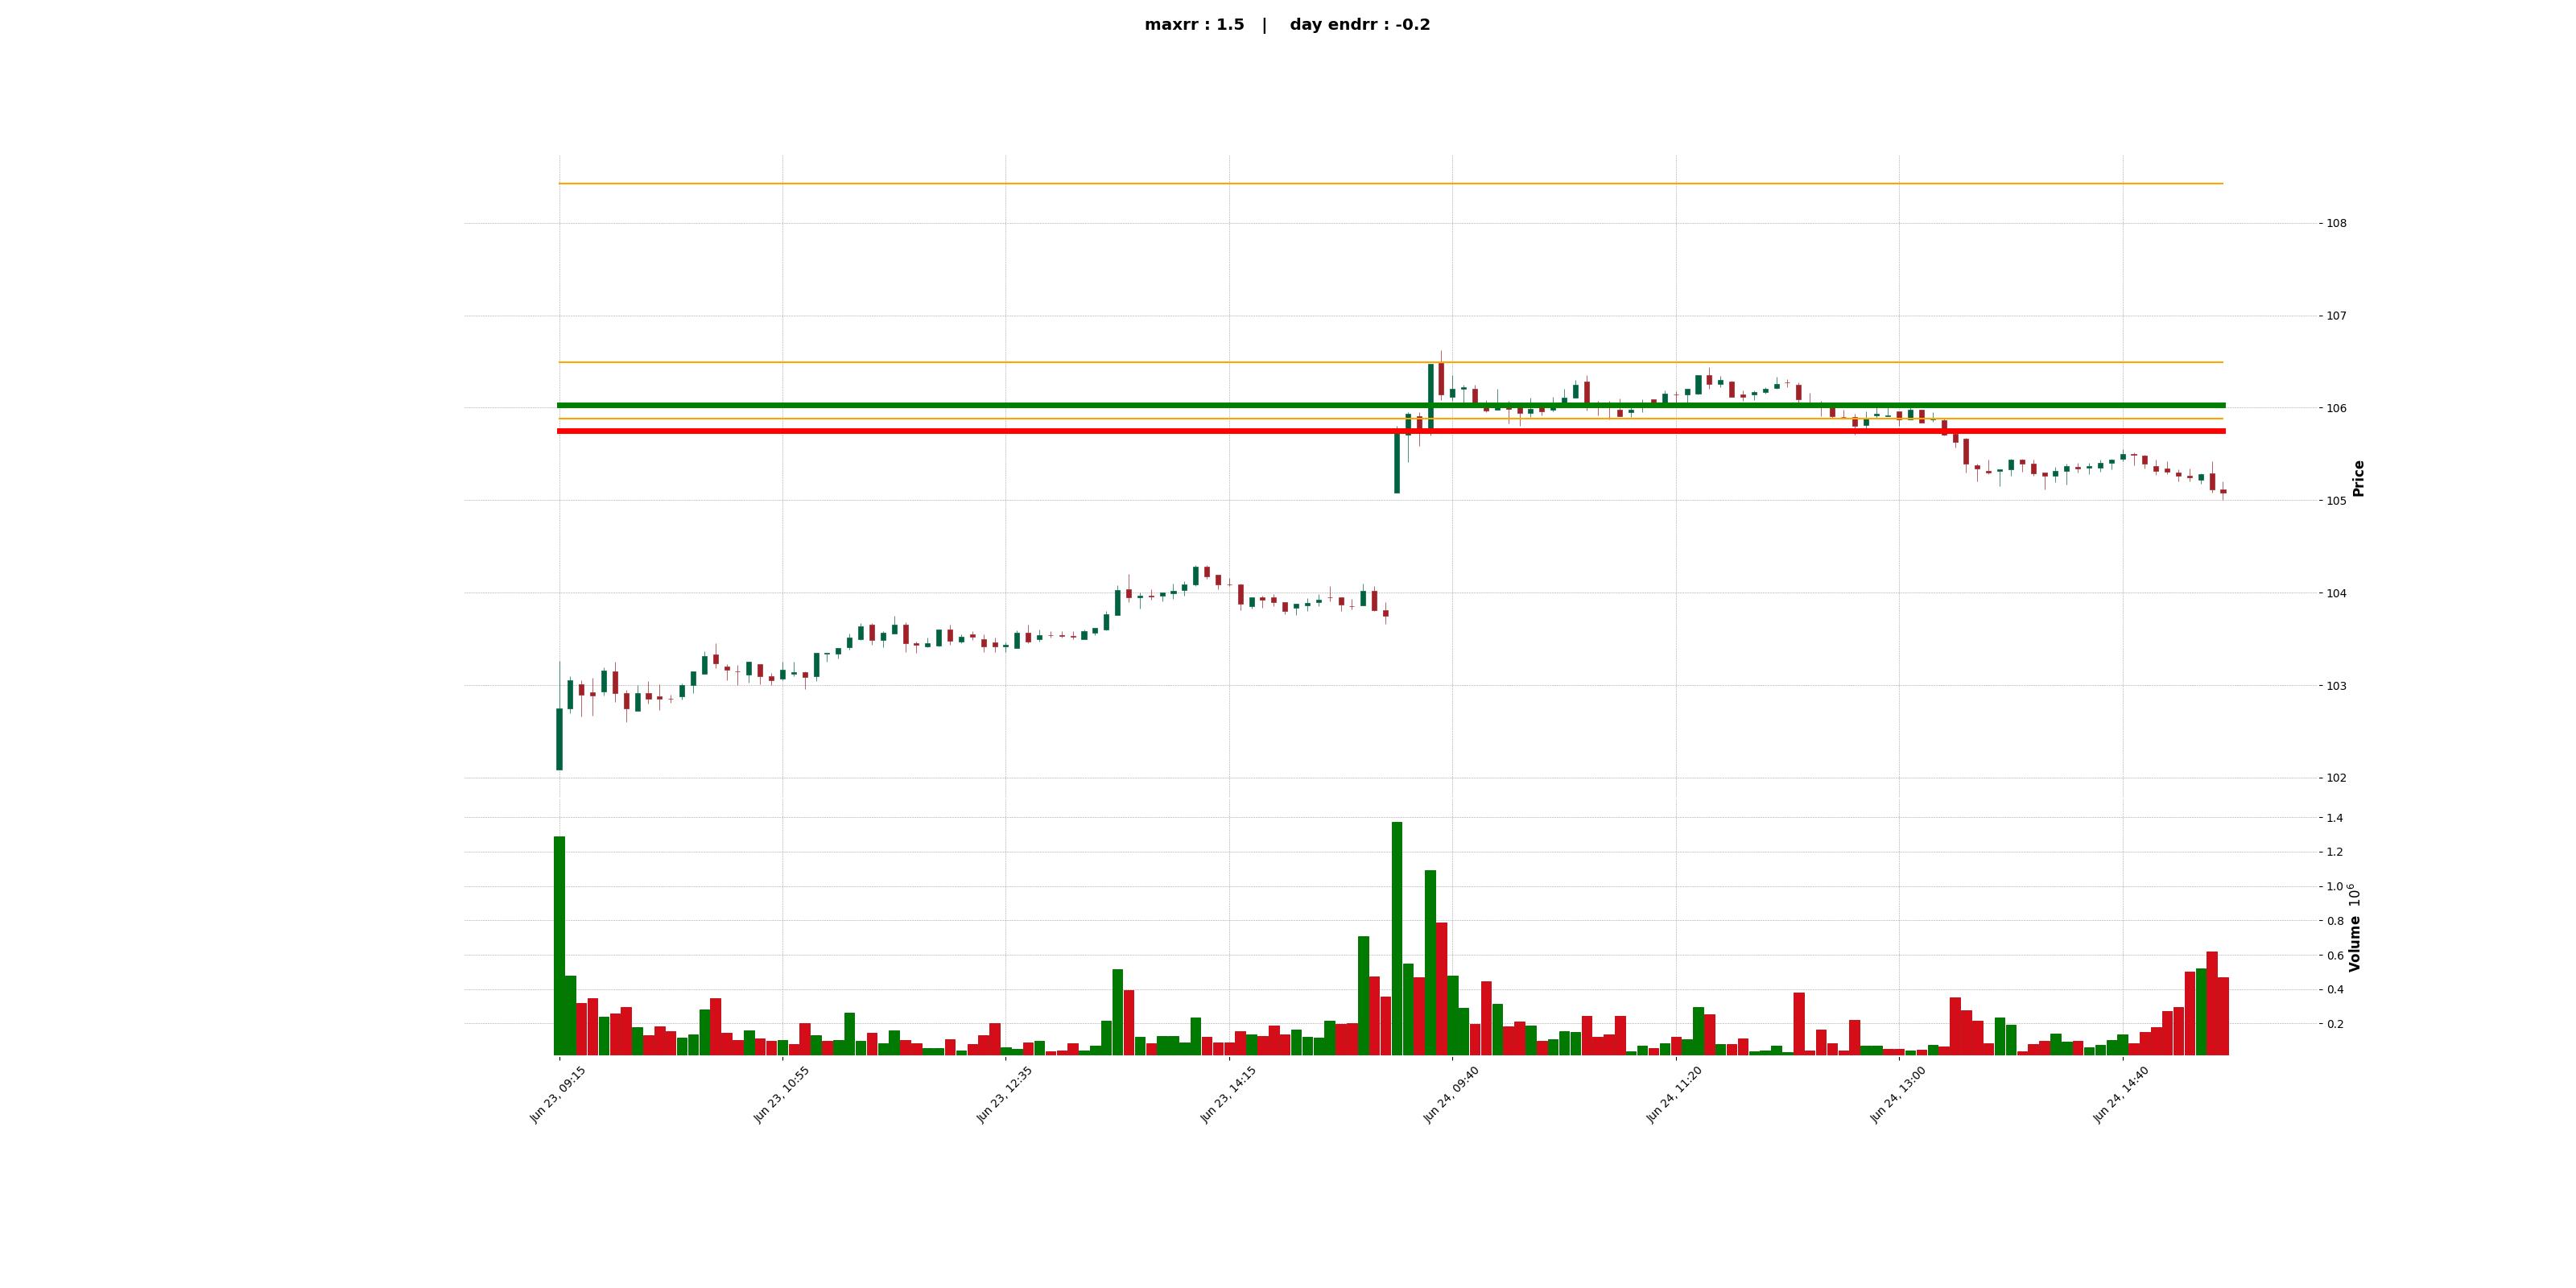 maxrr : 1.5 | day endrr : -0.2
108
107
106
105
104
103
102
Price
1.4
1.2
1.0
0.8
0.6
0.4
0.2
Volume 10⁶
Jun 23, 09:15
Jun 23, 10:55
Jun 23, 12:35
Jun 23, 14:15
Jun 24, 09:40
Jun 24, 11:20
Jun 24, 13:00
Jun 24, 14:40